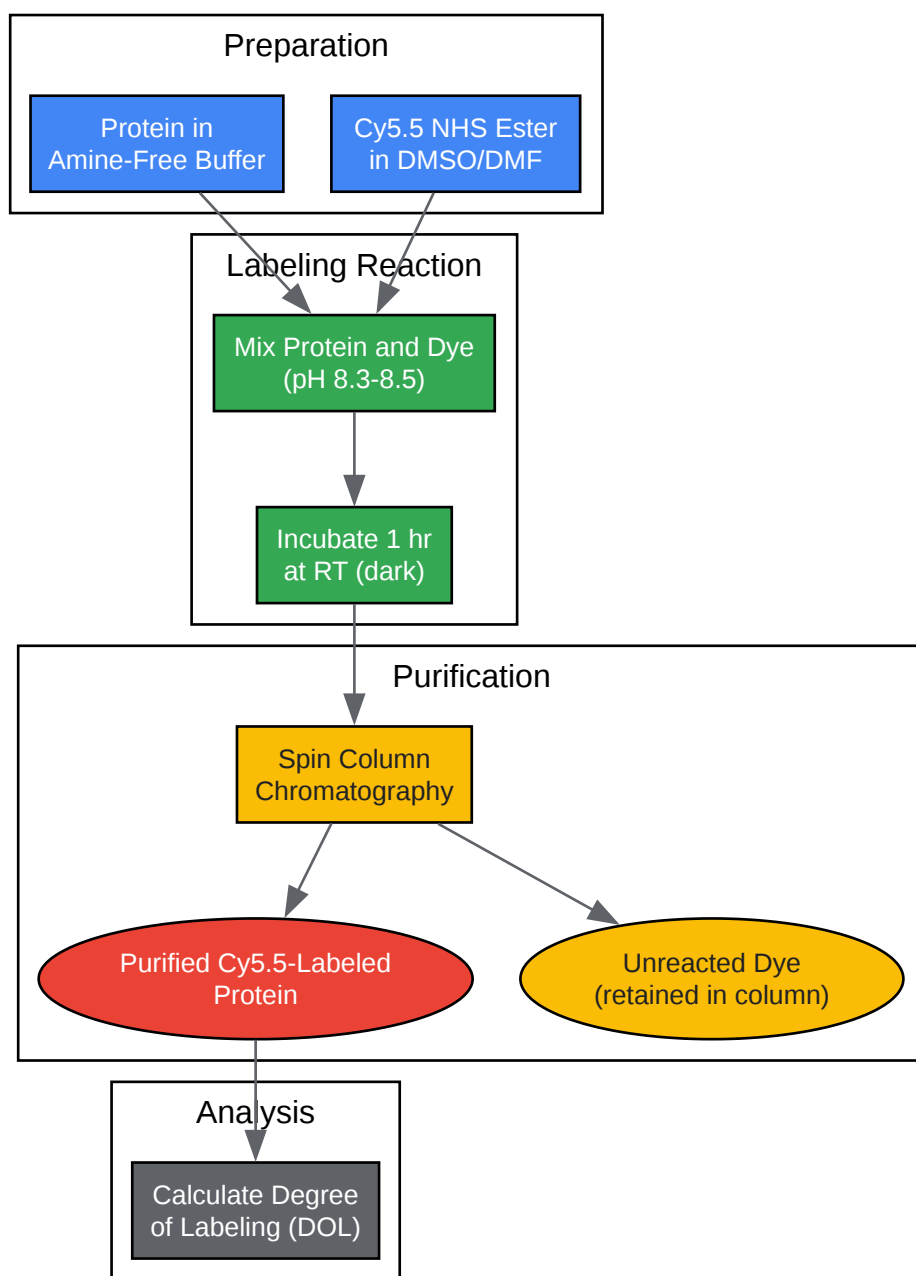 Preparation
Protein in
Amine-Free Buffer
Cy5.5 NHS Ester
in DMSO/DMF
Labeling Reaction
Mix Protein and Dye
(pH 8.3-8.5)
Incubate 1 hr
at RT (dark)
Purification
Spin Column
Chromatography
Purified Cy5.5-Labeled
Protein
Unreacted Dye
(retained in column)
Analysis
Calculate Degree
of Labeling (DOL)